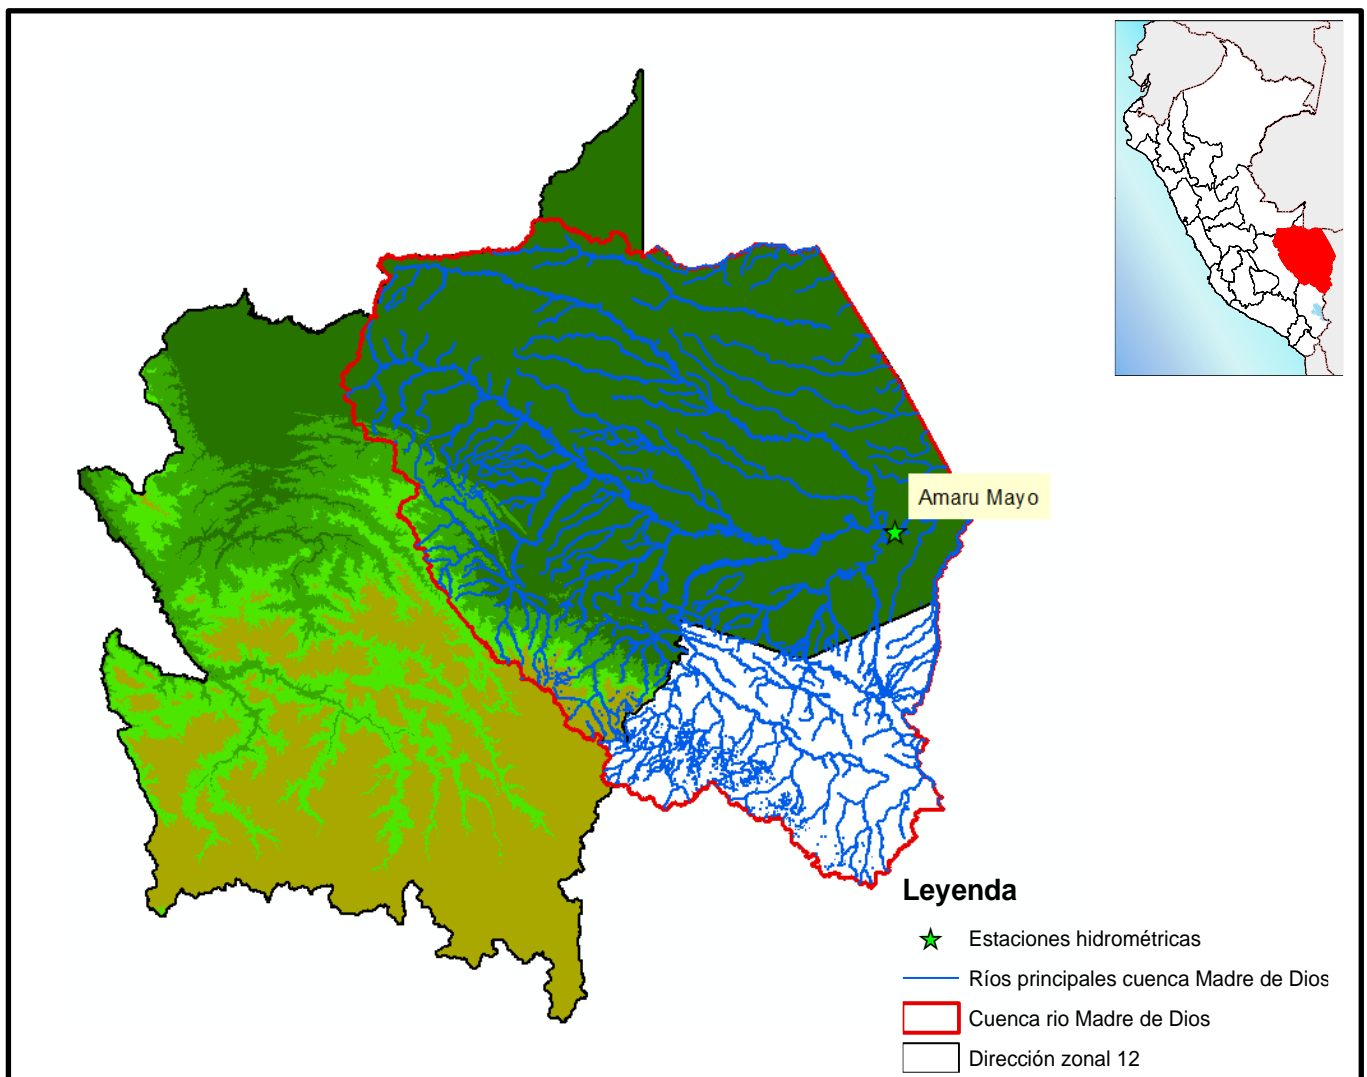 Amaru Mayo
Leyenda
Estaciones hidrométricas
Ríos principales cuenca Madre de Dios
Cuenca rio Madre de Dios
Dirección zonal 12